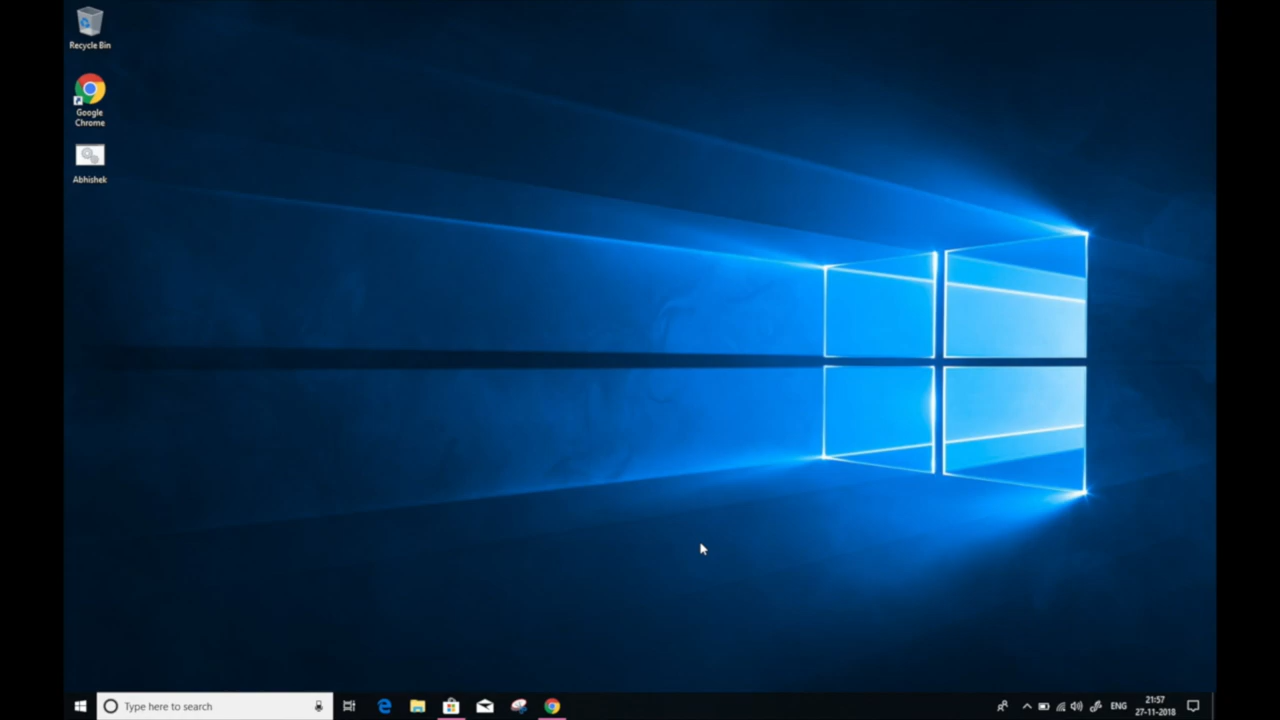 Recycle Bin
Google
Chrome
Abhishek
Type here to search
ENG
21:57
27-11-2018